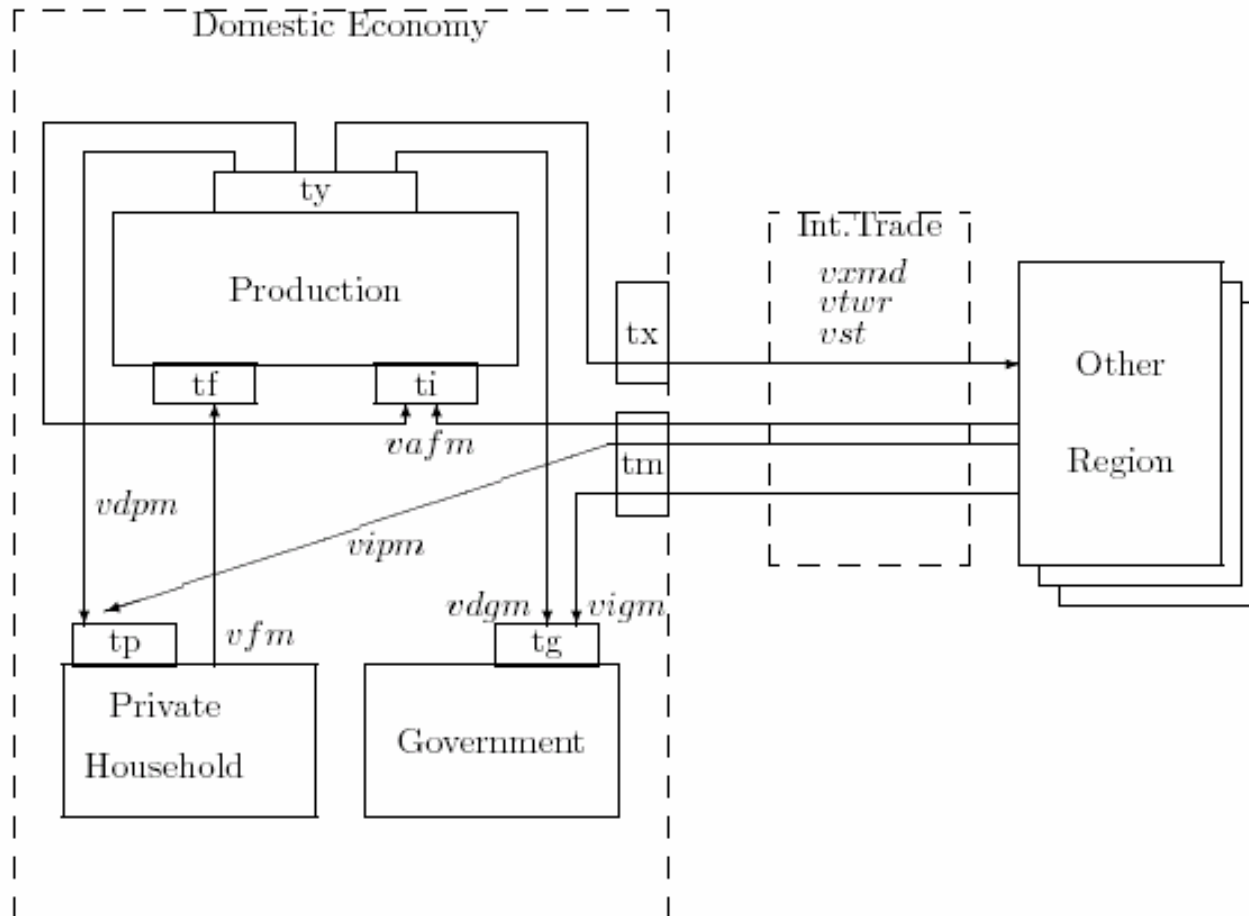 Domestic Economy
ty
Production
tf
ti
vafm
vdpm
vipm
vdgm
vigm
tp
vfm
tg
Private
Household
Government
tx
tm
Int.Trade
vxmd
vtwr
vst
Other
Region